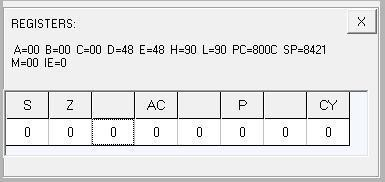 REGISTERS:
X
A=00 B=00 C=00 D=48 E=48 H=90 L=90 PC=800C SP=8421
M=00 IE=0
S Z AC P CY
0 0 0 0 0 0 0 0